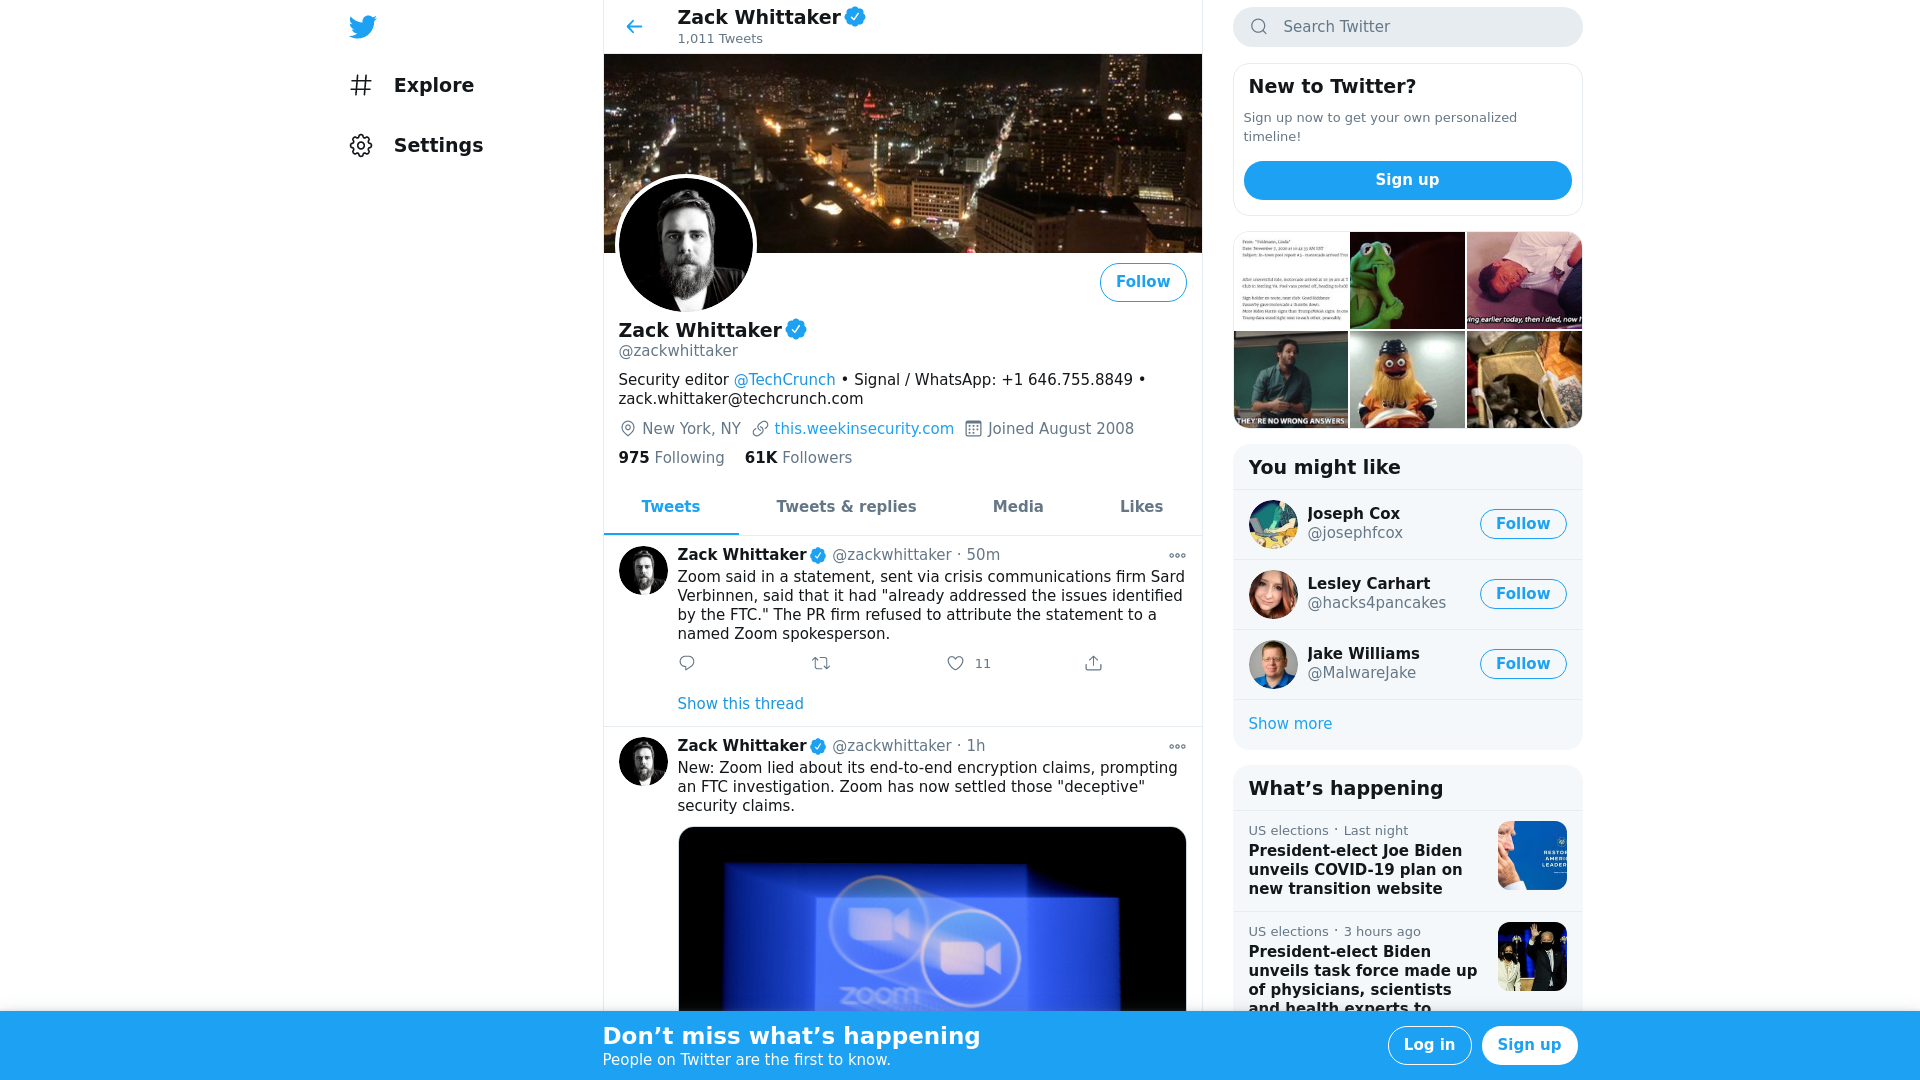 Explore
Settings
Zack Whittaker
1,011 Tweets
Follow
Zack Whittaker
@zackwhittaker
Security editor @TechCrunch • Signal / WhatsApp: +1 646.755.8849 •
zack.whittaker@techcrunch.com
New York, NY this.weekinsecurity.com Joined August 2008
975 Following 61K Followers
Tweets Tweets & replies Media Likes
Zack Whittaker @zackwhittaker · 50m
Zoom said in a statement, sent via crisis communications firm Sard
Verbinnen, said that it had "already addressed the issues identified
by the FTC." The PR firm refused to attribute the statement to a
named Zoom spokesperson.
11
Show this thread
Zack Whittaker @zackwhittaker · 1h
New: Zoom lied about its end-to-end encryption claims, prompting
an FTC investigation. Zoom has now settled those "deceptive"
security claims.
zoom
Search Twitter
New to Twitter?
Sign up now to get your own personalized
timeline!
Sign up
ing earlier today, then I died, now I
THEY'RE NO WRONG ANSWERS
You might like
Joseph Cox
@josephfcox
Follow
Lesley Carhart
@hacks4pancakes
Follow
Jake Williams
@MalwareJake
Follow
Show more
What’s happening
US elections · Last night
President-elect Joe Biden
unveils COVID-19 plan on
new transition website
US elections · 3 hours ago
President-elect Biden
unveils task force made up
of physicians, scientists
and health experts to
Don’t miss what’s happening
People on Twitter are the first to know.
Log in
Sign up